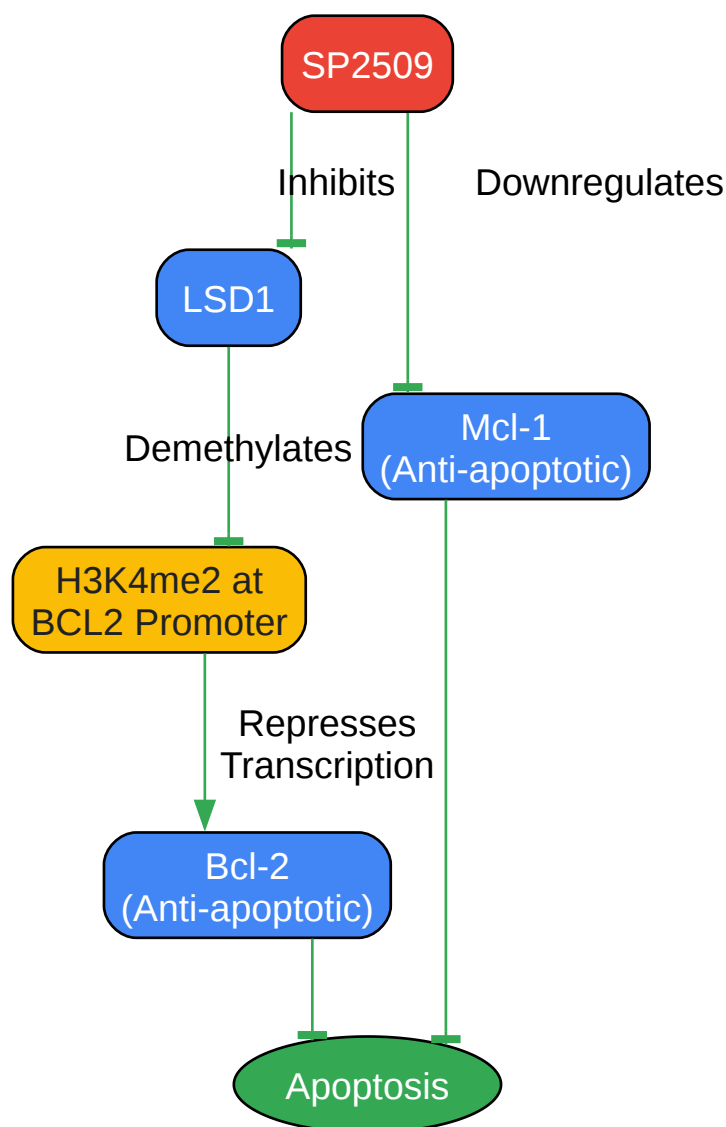 SP2509
Inhibits
Downregulates
LSD1
Demethylates
Mcl-1
(Anti-apoptotic)
H3K4me2 at
BCL2 Promoter
Represses
Transcription
Bcl-2
(Anti-apoptotic)
Apoptosis